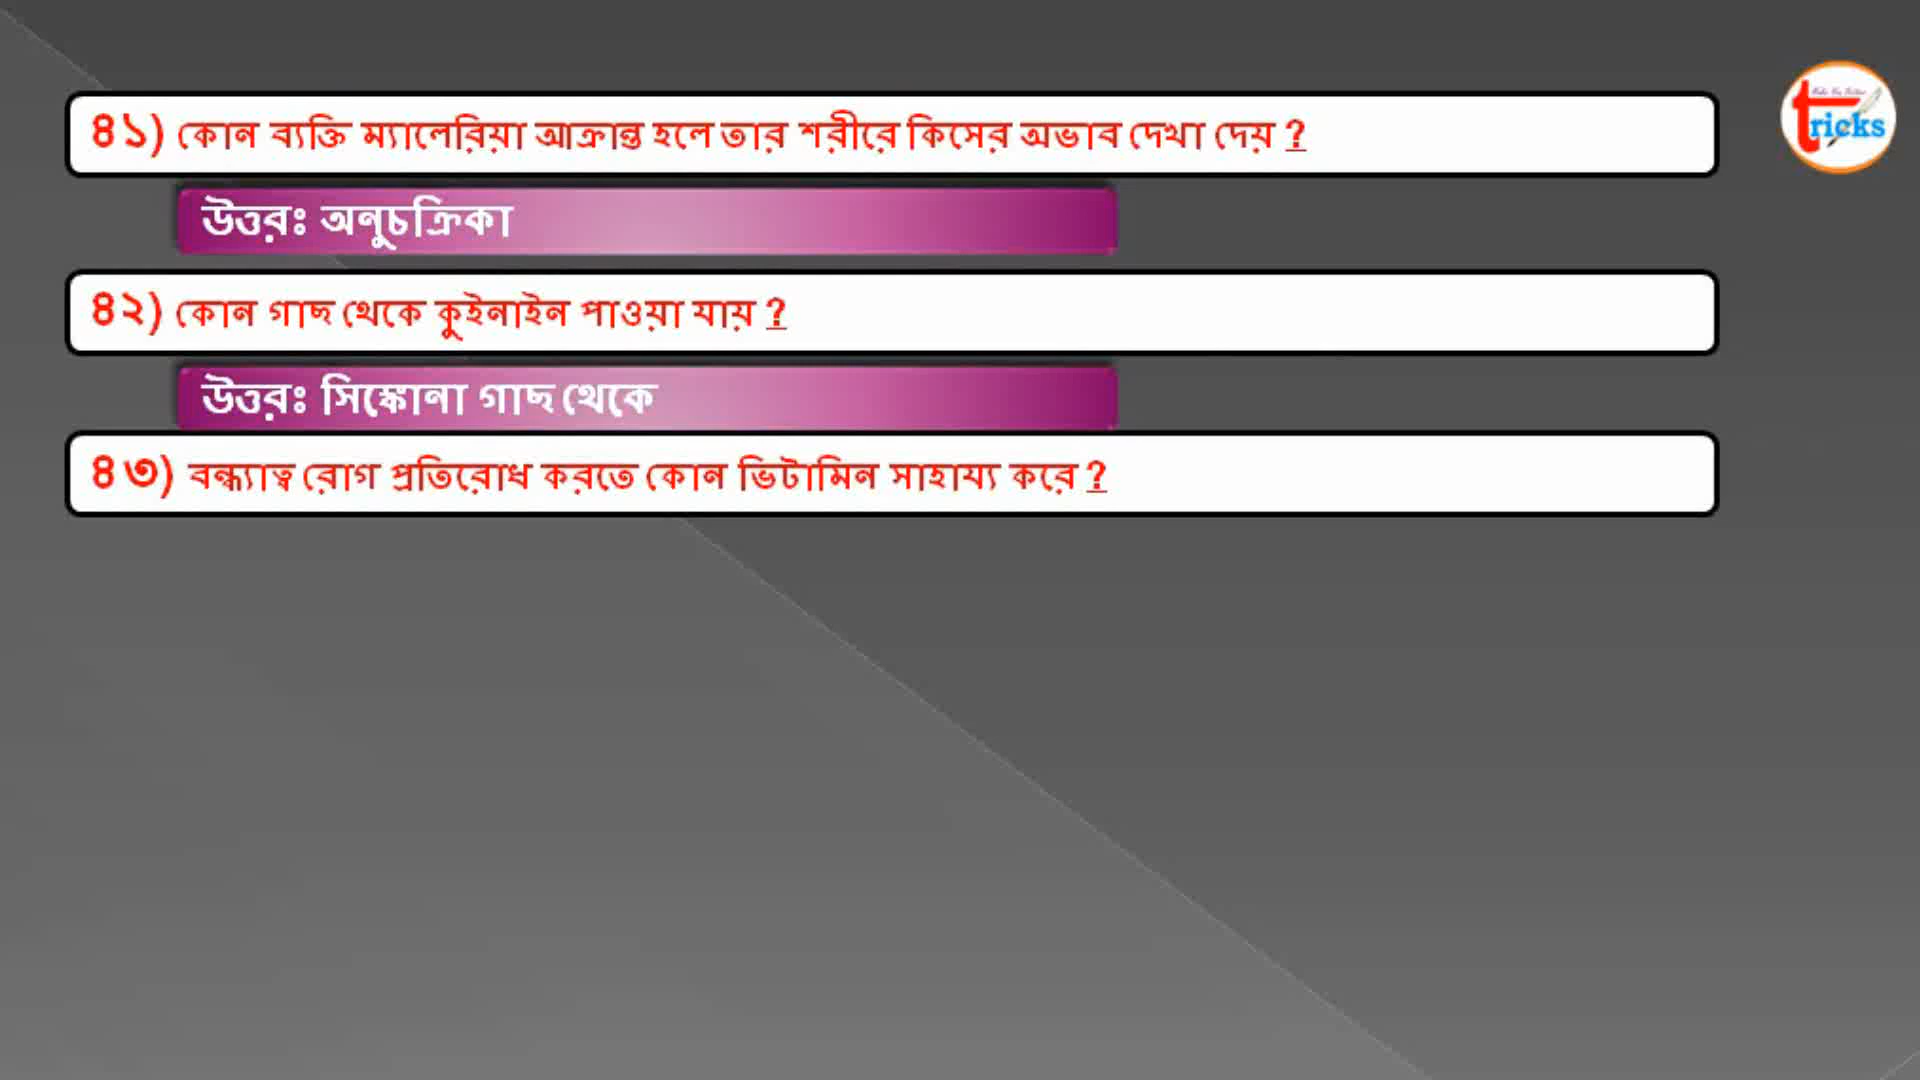 ৪১) কোন ব্যক্তি ম্যালেরিয়া আক্রান্ত হলে তার শরীরে কিসের অভাব দেখা দেয় ?
tricks
উত্তরঃ অনুচক্রিকা
৪২) কোন গাছ থেকে কুইনাইন পাওয়া যায় ?
উত্তরঃ সিঙ্কোনা গাছ থেকে
৪৩) বন্ধ্যাত্ব রোগ প্রতিরোধ করতে কোন ভিটামিন সাহায্য করে ?